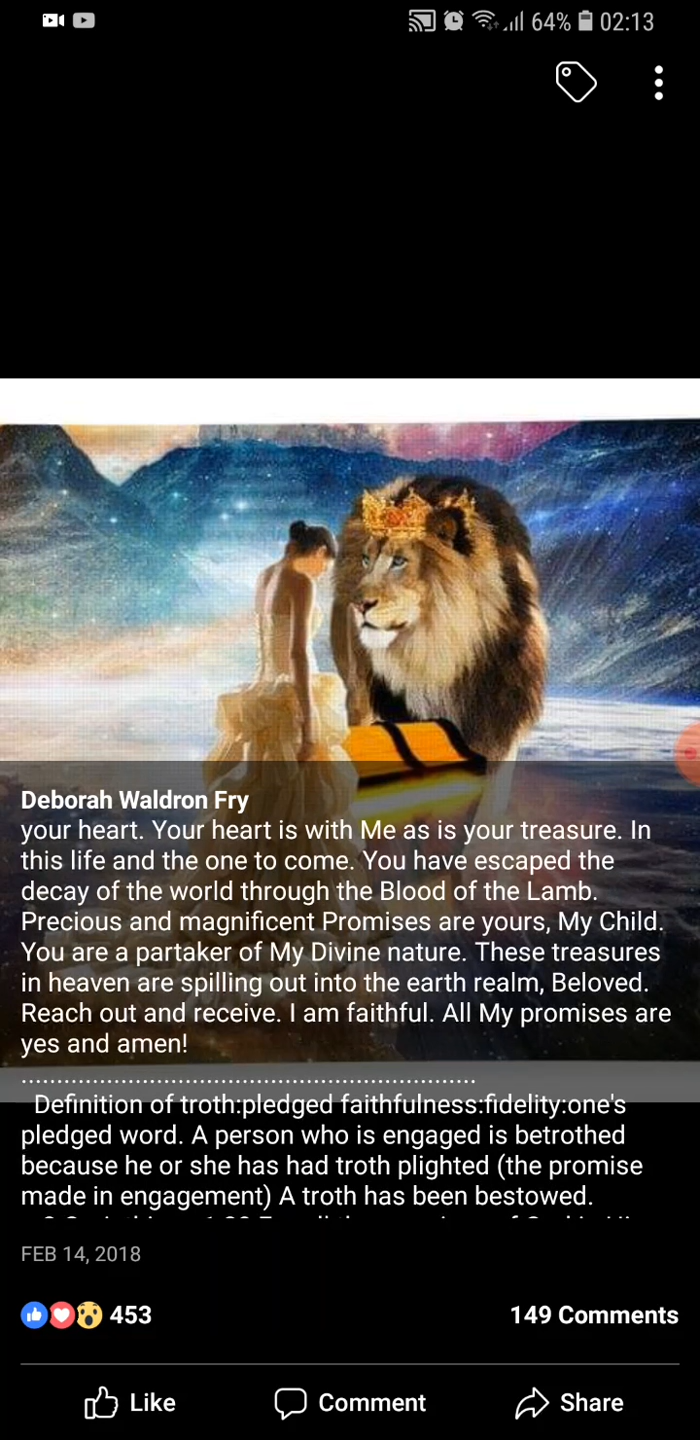 64% 02:13
Deborah Waldron Fry
your heart. Your heart is with Me as is your treasure. In
this life and the one to come. You have escaped the
decay of the world through the Blood of the Lamb.
Precious and magnificent Promises are yours, My Child.
You are a partaker of My Divine nature. These treasures
in heaven are spilling out into the earth realm, Beloved.
Reach out and receive. I am faithful. All My promises are
yes and amen!
................................................................
Definition of troth:pledged faithfulness:fidelity:one's
pledged word. A person who is engaged is betrothed
because he or she has had troth plighted (the promise
made in engagement) A troth has been bestowed.
FEB 14, 2018
453 149 Comments
Like Comment Share